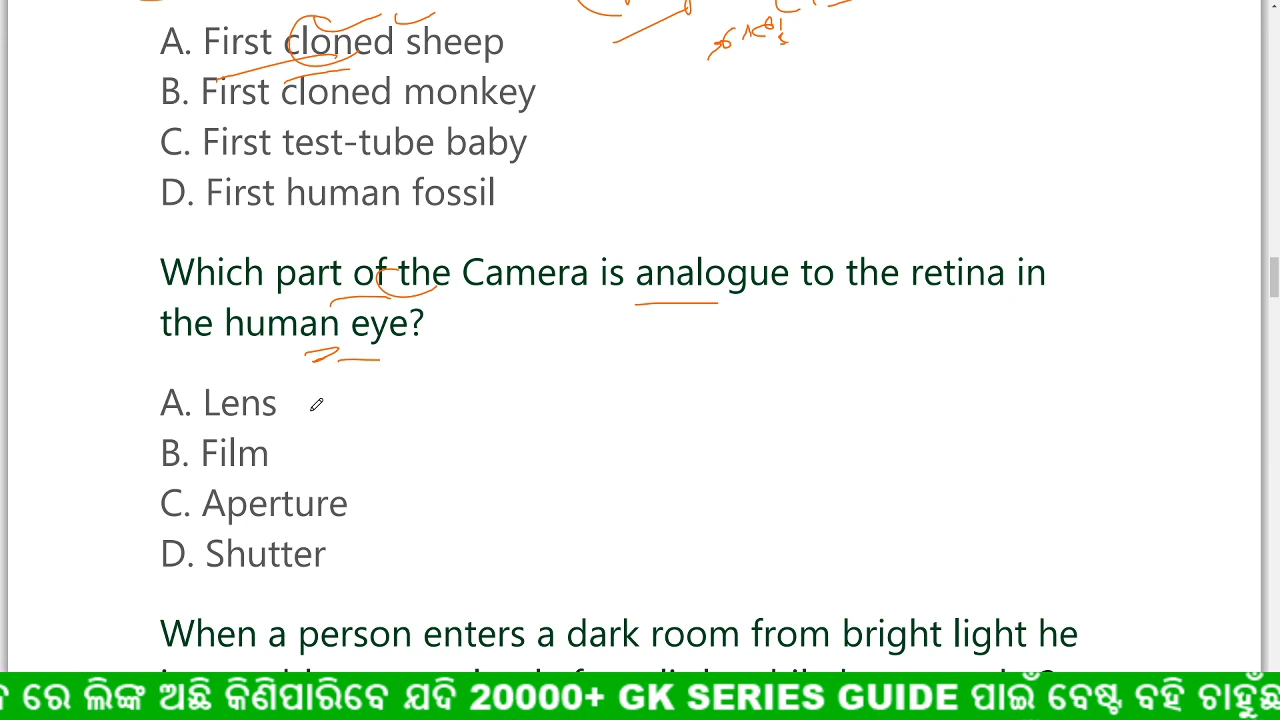 A. First cloned sheep
B. First cloned monkey
C. First test-tube baby
D. First human fossil
Which part of the Camera is analogue to the retina in
the human eye?
A. Lens
B. Film
C. Aperture
D. Shutter
When a person enters a dark room from bright light he
ରେ ଲିଙ୍କ ଅଛି କିଣିପାରିବେ ଯଦି 20000+ GK SERIES GUIDE ପାଇଁ ବେଷ୍ଟ ବହି ଚାହୁଁଛ